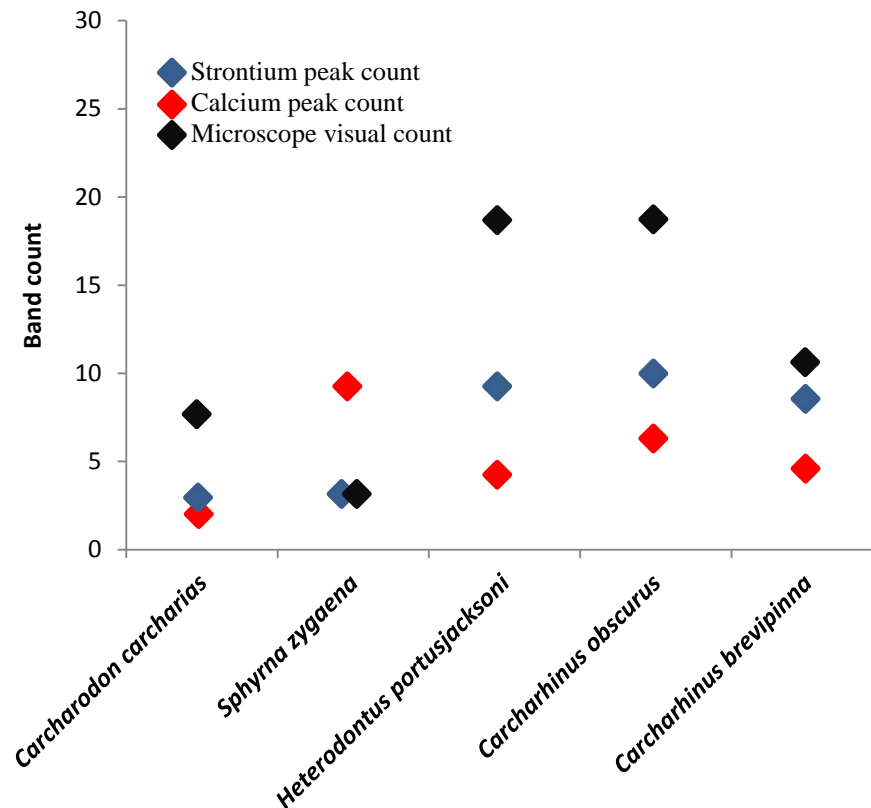 30
25
20
15
10
5
0
Band count
Strontium peak count
Calcium peak count
Microscope visual count
Carcharodon carcharias
Sphyrna zygaena
Heterodontus portusjacksoni
Carcharhinus obscurus
Carcharhinus brevipinna